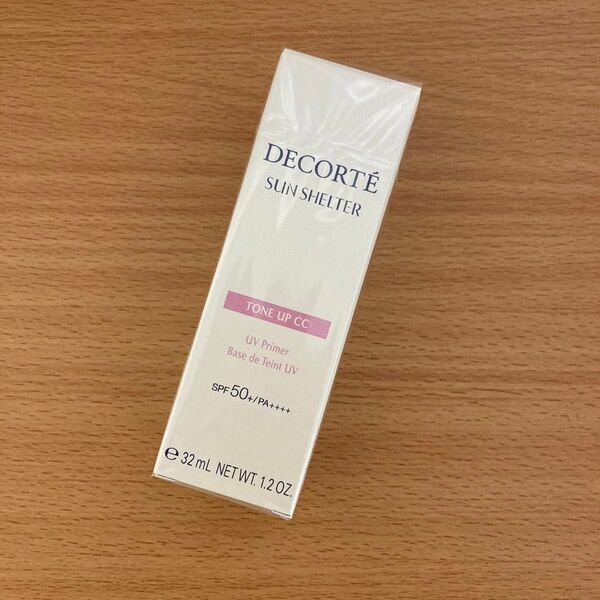 DECORTÉ
SUN SHELTER
TONE UP CC
UV Primer
Base de Teint UV
SPF50+/PA++++
℮ 32 mL NET WT. 1.2 OZ.